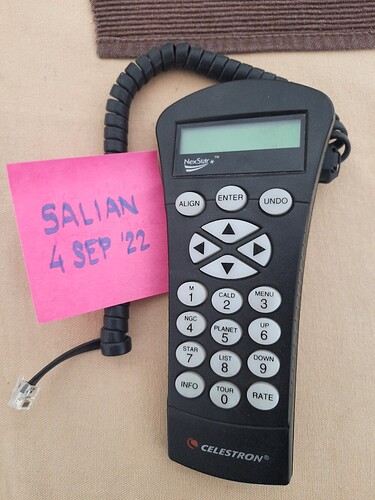 NexStar+™
ALIGN ENTER UNDO
SALIAN
4 SEP '22
M CALD MENU
1 2 3
NGC PLANET UP
4 5 6
STAR LIST DOWN
7 8 9
INFO TOUR RATE
0
CELESTRON®